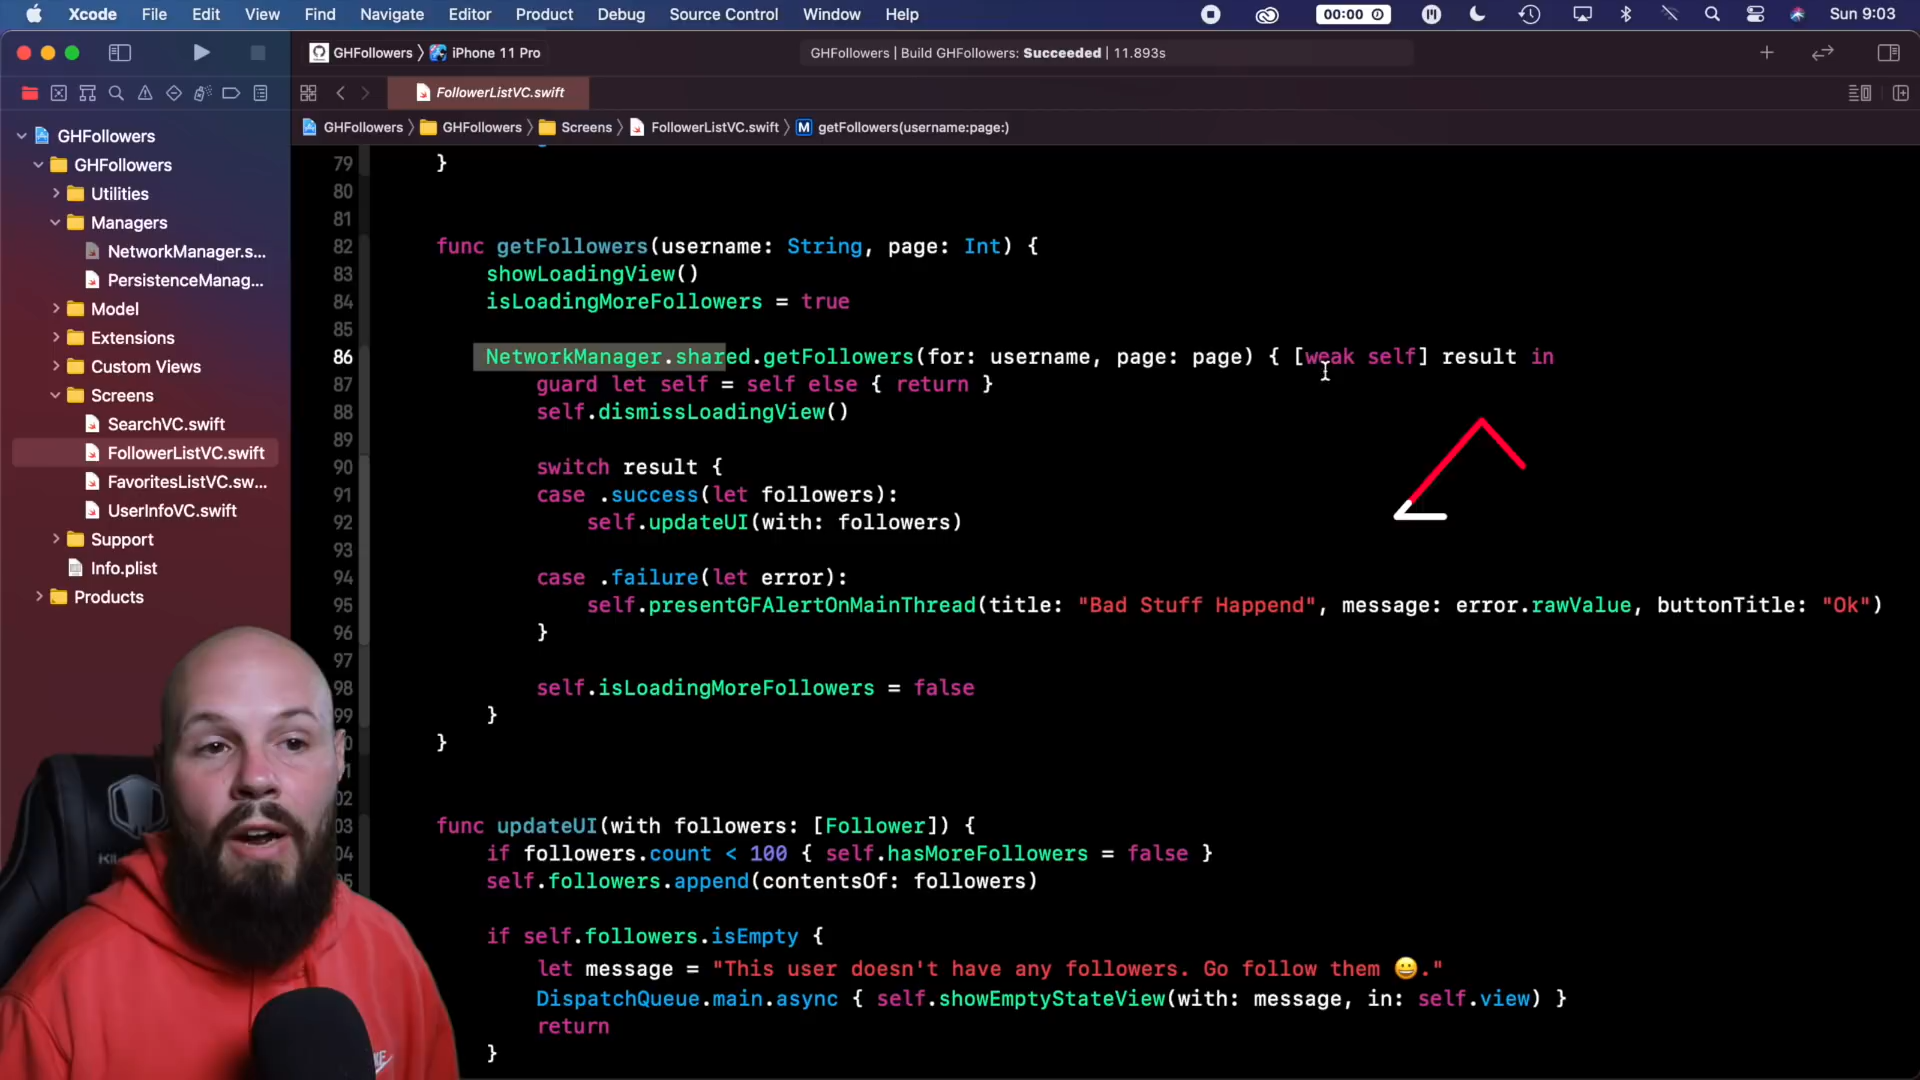 Xcode File Edit View Find Navigate Editor Product Debug Source Control Window Help 00:00 Sun 9:03
GHFollowers iPhone 11 Pro GHFollowers | Build GHFollowers: Succeeded | 11.893s
FollowerListVC.swift
GHFollowers GHFollowers Screens FollowerListVC.swift M getFollowers(username:page:)
GHFollowers
GHFollowers
Utilities
Managers
NetworkManager.s...
PersistenceManag...
Model
Extensions
Custom Views
Screens
SearchVC.swift
FollowerListVC.swift
FavoritesListVC.sw...
UserInfoVC.swift
Support
Info.plist
Products
79 }
80
81
82 func getFollowers(username: String, page: Int) {
83 showLoadingView()
84 isLoadingMoreFollowers = true
85
86 NetworkManager.shared.getFollowers(for: username, page: page) { [weak self] result in
87 guard let self = self else { return }
88 self.dismissLoadingView()
89
90 switch result {
91 case .success(let followers):
92 self.updateUI(with: followers)
93
94 case .failure(let error):
95 self.presentGFAlertOnMainThread(title: "Bad Stuff Happend", message: error.rawValue, buttonTitle: "Ok")
96 }
97
98 self.isLoadingMoreFollowers = false
99 }
}
02
03 func updateUI(with followers: [Follower]) {
04 if followers.count < 100 { self.hasMoreFollowers = false }
self.followers.append(contentsOf: followers)
if self.followers.isEmpty {
let message = "This user doesn't have any followers. Go follow them 😀."
DispatchQueue.main.async { self.showEmptyStateView(with: message, in: self.view) }
return
}